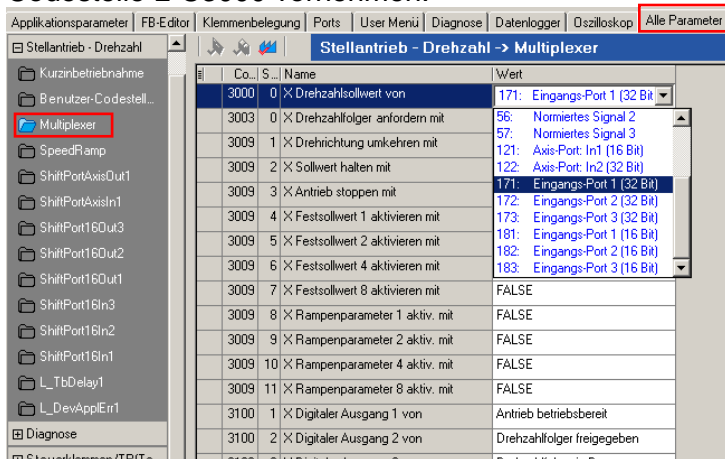 Applikationsparameter FB-Editor Klemmenbelegung Ports User Menü Diagnose Datenlogger Oszilloskop Alle Parameter
Stellantrieb - Drehzahl
Stellantrieb - Drehzahl -> Multiplexer
Kurzinbetriebnahme
Benutzer-Codestell...
Multiplexer
SpeedRamp
ShiftPortAxisOut1
ShiftPortAxisIn1
ShiftPort16Out3
ShiftPort16Out2
ShiftPort16Out1
ShiftPort16In3
ShiftPort16In2
ShiftPort16In1
L_TbDelay1
L_DevApplErr1
Diagnose
Co... S... Name Wert
3000 0 X Drehzahlsollwert von 171: Eingangs-Port 1 (32 Bit
3003 0 X Drehzahlfolger anfordern mit
3009 1 X Drehrichtung umkehren mit
3009 2 X Sollwert halten mit
3009 3 X Antrieb stoppen mit
3009 4 X Festsollwert 1 aktivieren mit
3009 5 X Festsollwert 2 aktivieren mit
3009 6 X Festsollwert 4 aktivieren mit
56: Normiertes Signal 2
57: Normiertes Signal 3
121: Axis-Port: In1 (16 Bit)
122: Axis-Port: In2 (32 Bit)
171: Eingangs-Port 1 (32 Bit)
172: Eingangs-Port 2 (32 Bit)
173: Eingangs-Port 3 (32 Bit)
181: Eingangs-Port 1 (16 Bit)
182: Eingangs-Port 2 (16 Bit)
183: Eingangs-Port 3 (16 Bit)
3009 7 X Festsollwert 8 aktivieren mit FALSE
3009 8 X Rampenparameter 1 aktiv. mit FALSE
3009 9 X Rampenparameter 2 aktiv. mit FALSE
3009 10 X Rampenparameter 4 aktiv. mit FALSE
3009 11 X Rampenparameter 8 aktiv. mit FALSE
3100 1 X Digitaler Ausgang 1 von Antrieb betriebsbereit
3100 2 X Digitaler Ausgang 2 von Drehzahlfolger freigegeben